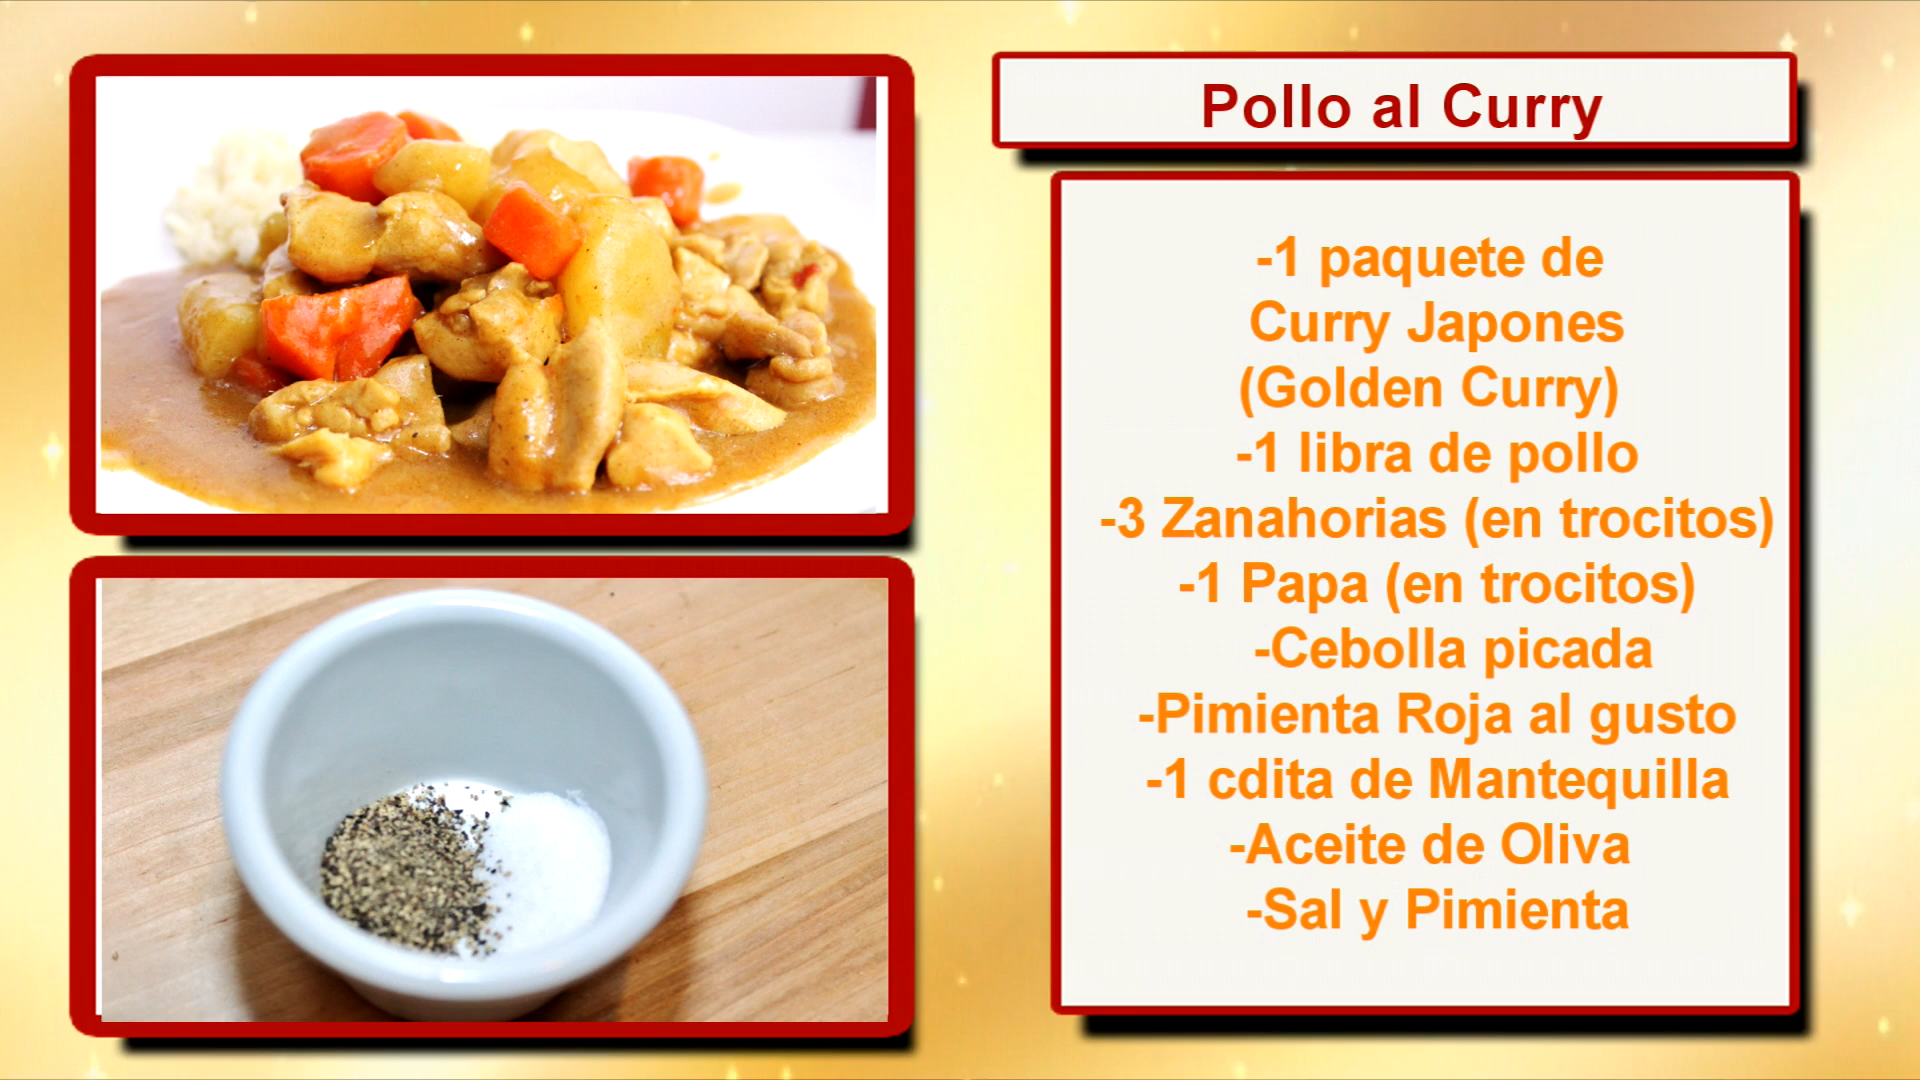 Pollo al Curry
-1 paquete de
Curry Japones
(Golden Curry)
-1 libra de pollo
-3 Zanahorias (en trocitos)
-1 Papa (en trocitos)
-Cebolla picada
-Pimienta Roja al gusto
-1 cdita de Mantequilla
-Aceite de Oliva
-Sal y Pimienta